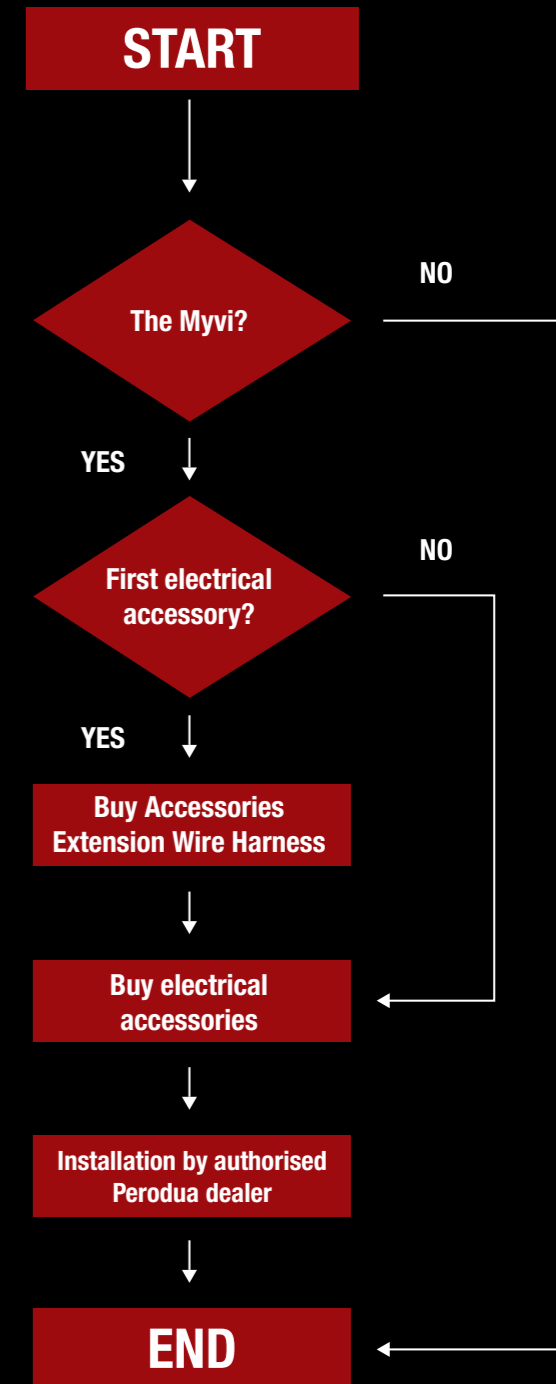 START
The Myvi?
NO
YES
First electrical
accessory?
NO
YES
Buy Accessories
Extension Wire Harness
Buy electrical
accessories
Installation by authorised
Perodua dealer
END